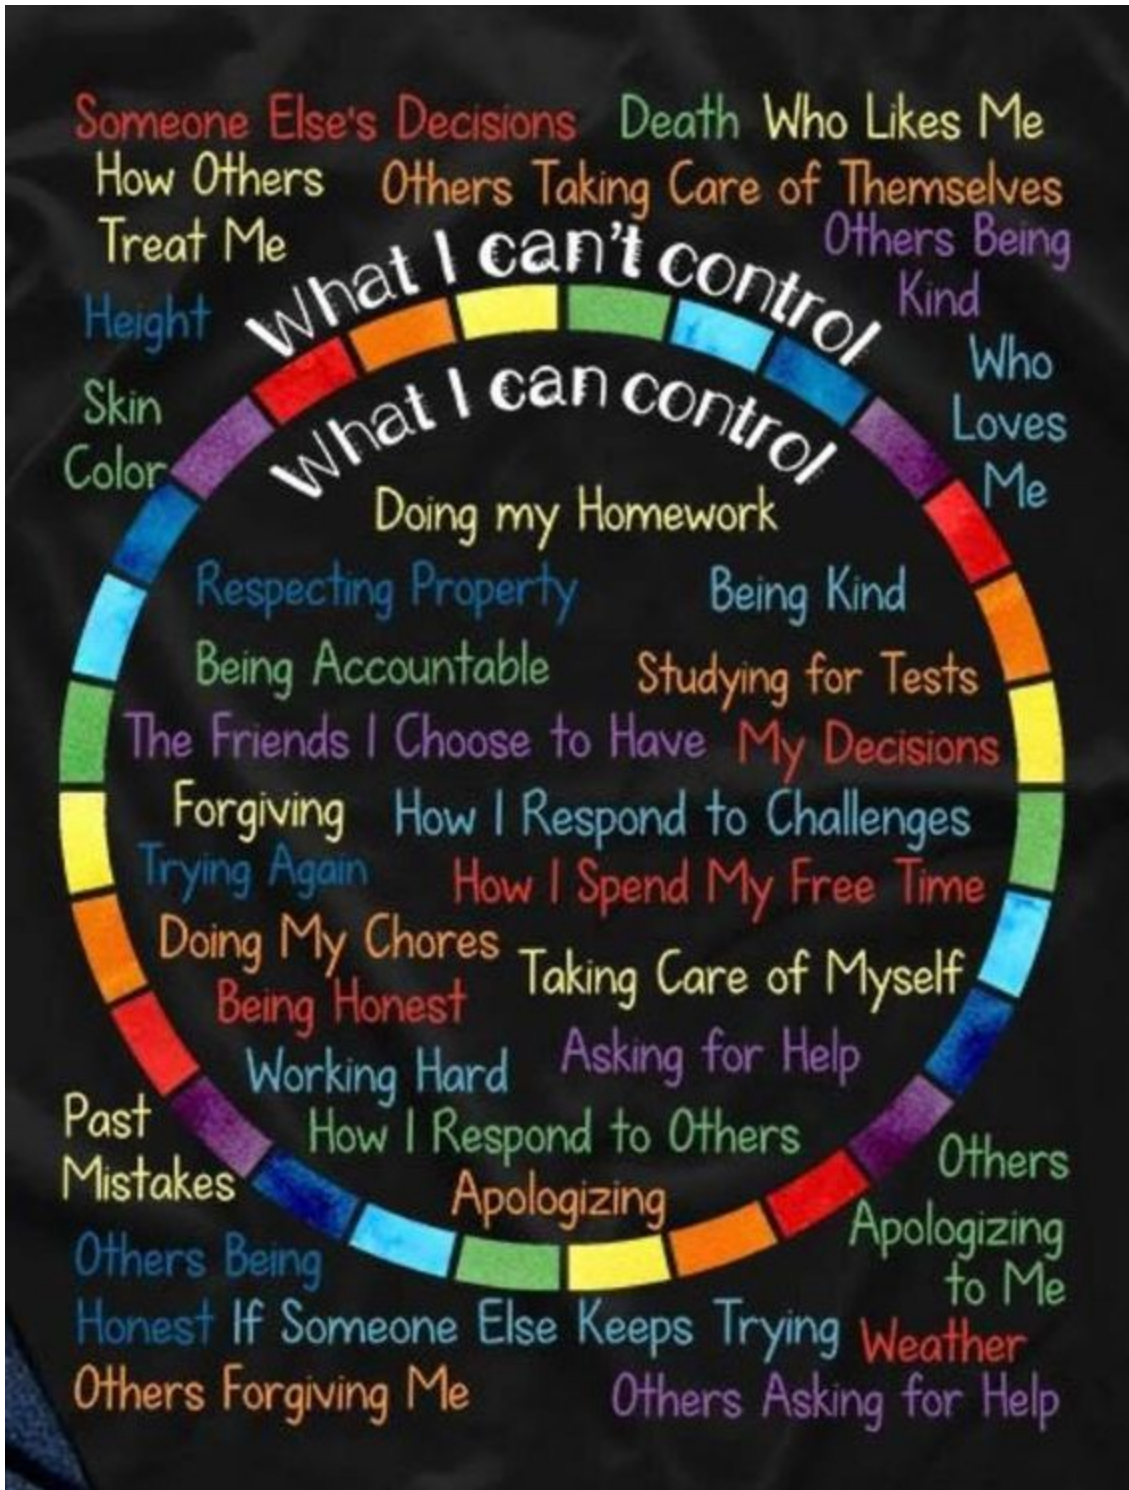 Someone Else's Decisions
Death
Who Likes Me
How Others
Treat Me
Others Taking Care of Themselves
Others Being
Kind
Height
What I can't control
Who
Loves
Me
Skin
Color
What I can control
Doing my Homework
Respecting Property
Being Kind
Being Accountable
Studying for Tests
The Friends I Choose to Have
My Decisions
Forgiving
How I Respond to Challenges
Trying Again
How I Spend My Free Time
Doing My Chores
Taking Care of Myself
Being Honest
Asking for Help
Working Hard
How I Respond to Others
Apologizing
Past
Mistakes
Others
Apologizing
to Me
Others Being
Honest
If Someone Else Keeps Trying
Weather
Others Forgiving Me
Others Asking for Help